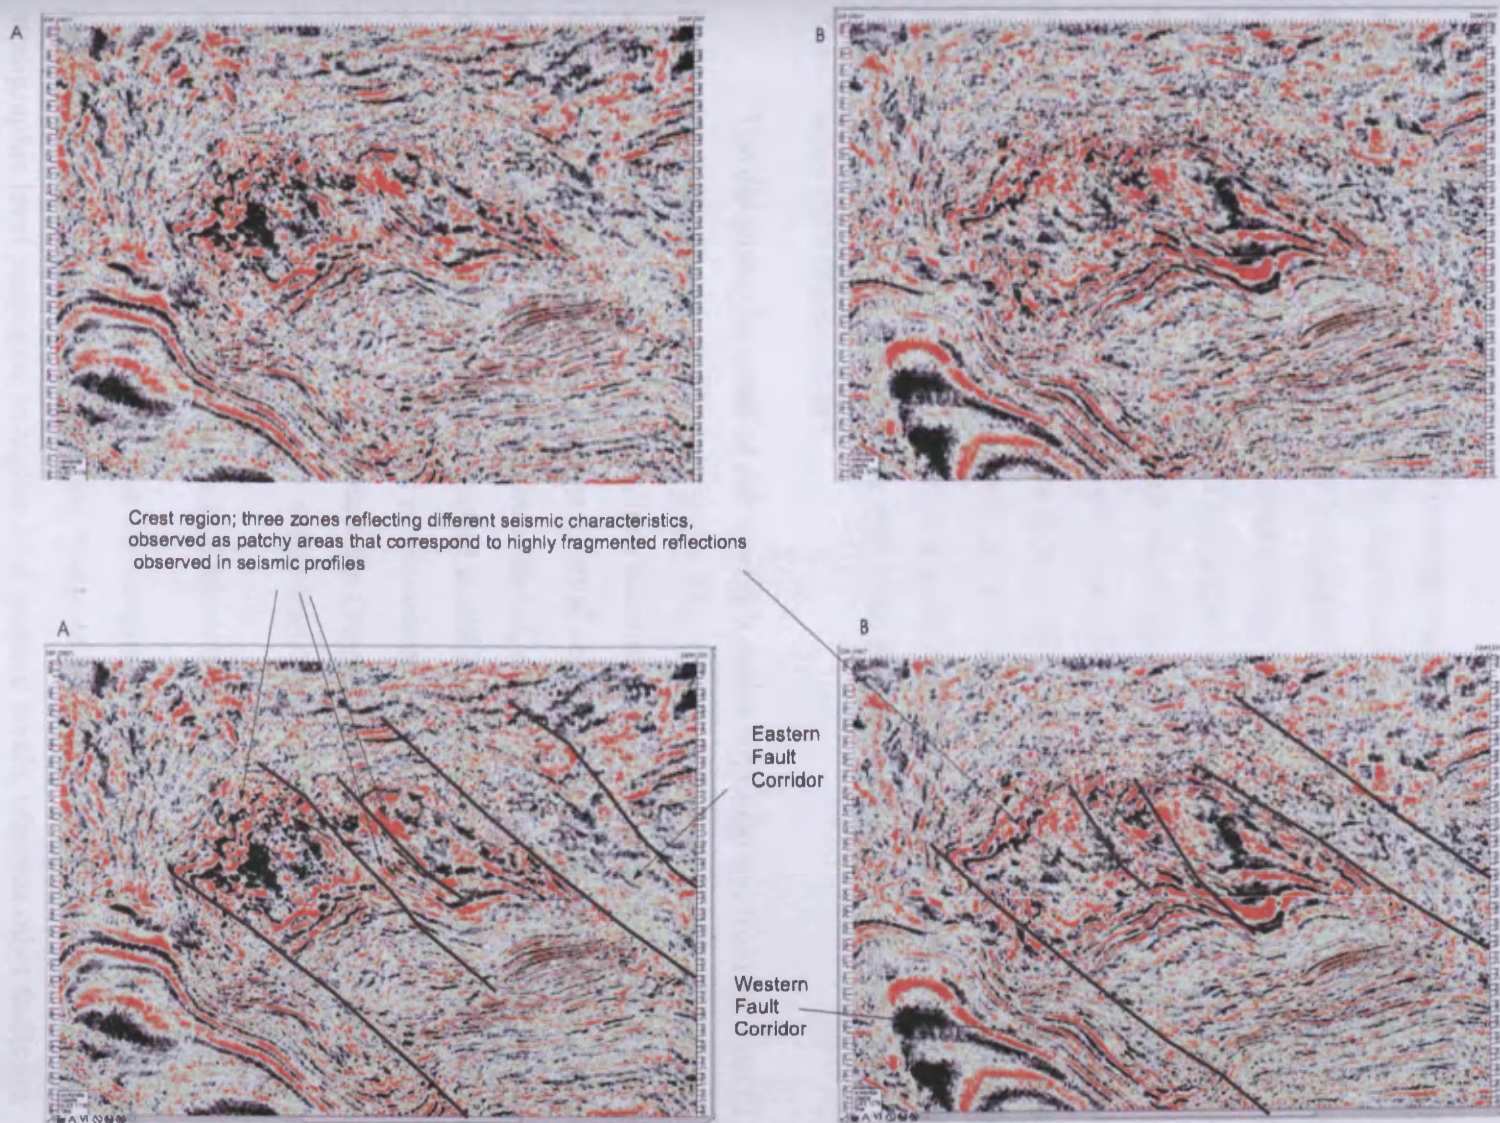 A
B
Crest region; three zones reflecting different seismic characteristics,
observed as patchy areas that correspond to highly fragmented reflections
observed in seismic profiles
A
B
Eastern
Fault
Corridor
Western
Fault
Corridor